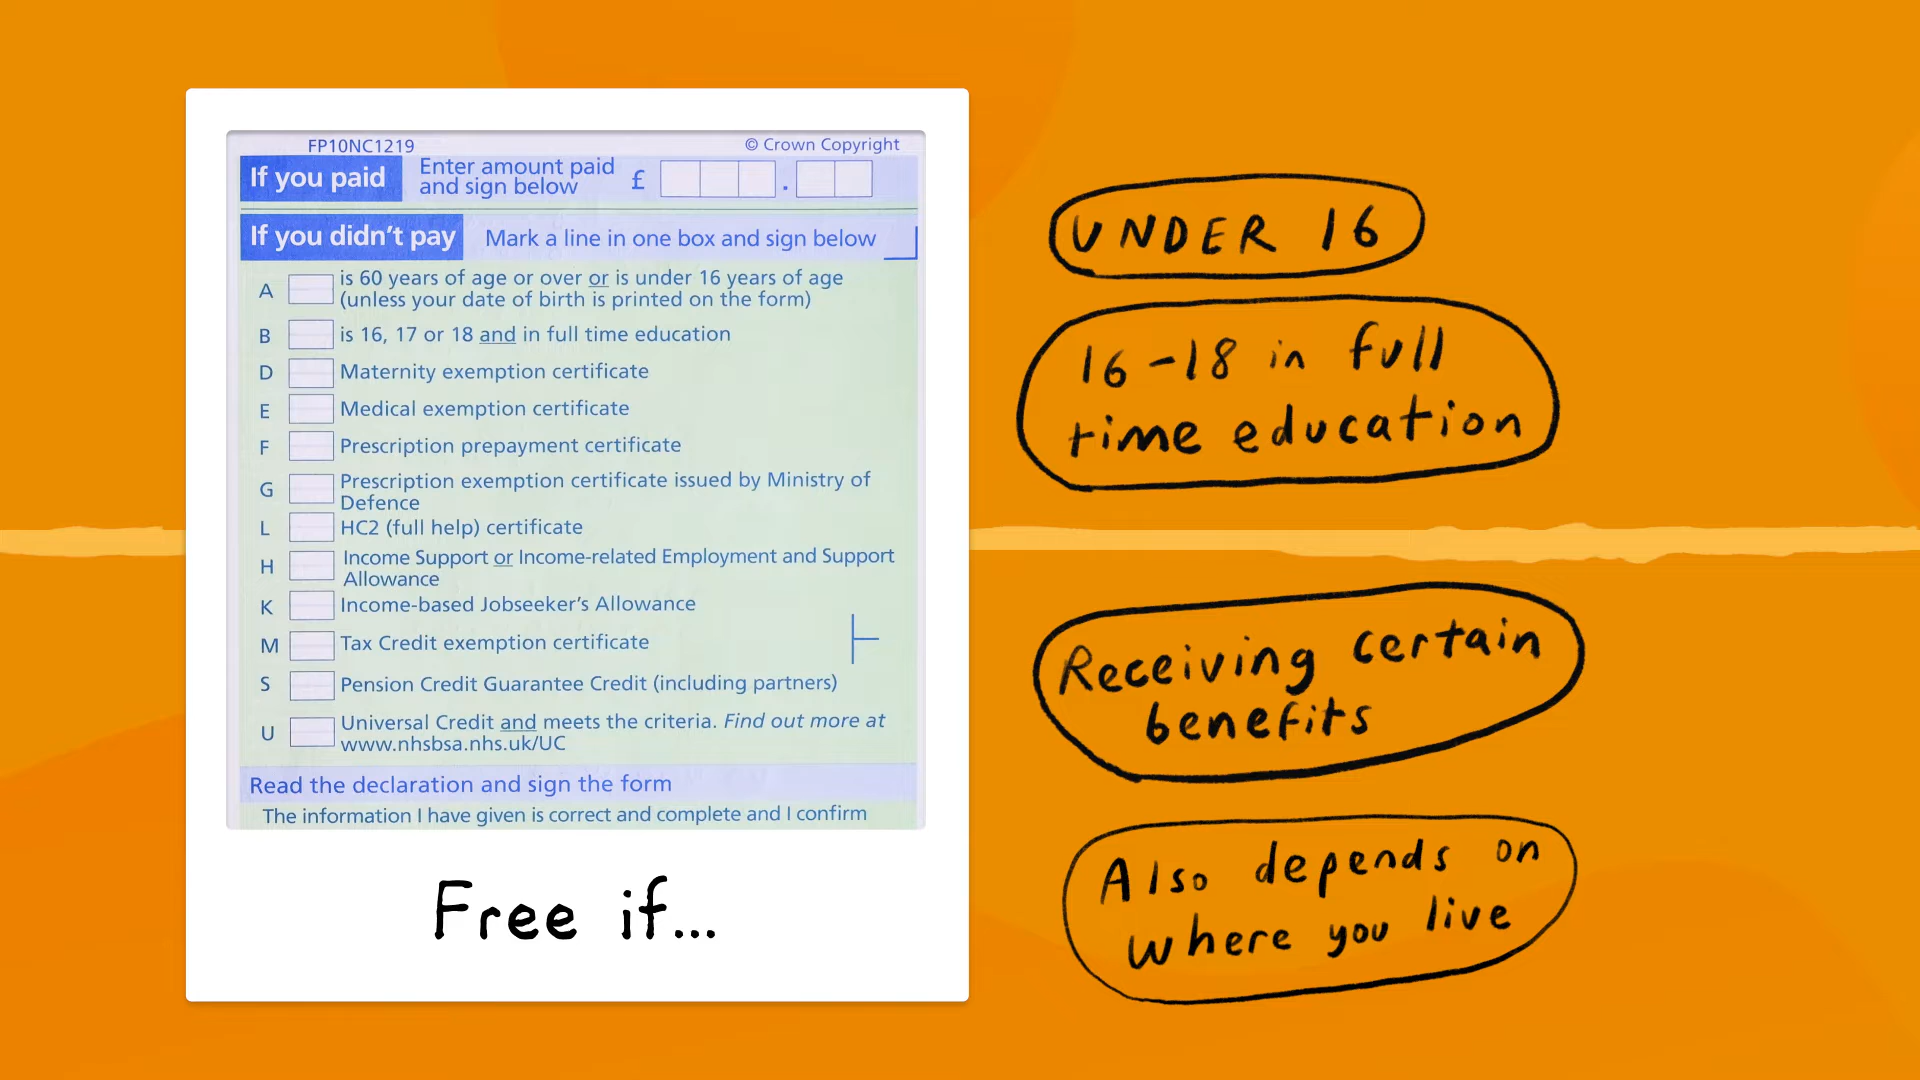 FP10NC1219
© Crown Copyright
If you paid
Enter amount paid
and sign below
£
.
If you didn't pay
Mark a line in one box and sign below
A
is 60 years of age or over or is under 16 years of age
(unless your date of birth is printed on the form)
B
is 16, 17 or 18 and in full time education
D
Maternity exemption certificate
E
Medical exemption certificate
F
Prescription prepayment certificate
G
Prescription exemption certificate issued by Ministry of
Defence
L
HC2 (full help) certificate
H
Income Support or Income-related Employment and Support
Allowance
K
Income-based Jobseeker's Allowance
M
Tax Credit exemption certificate
S
Pension Credit Guarantee Credit (including partners)
U
Universal Credit and meets the criteria. Find out more at
www.nhsbsa.nhs.uk/UC
Read the declaration and sign the form
The information I have given is correct and complete and I confirm
Free if...
UNDER 16
16-18 in full
time education
Receiving certain
benefits
Also depends on
where you live